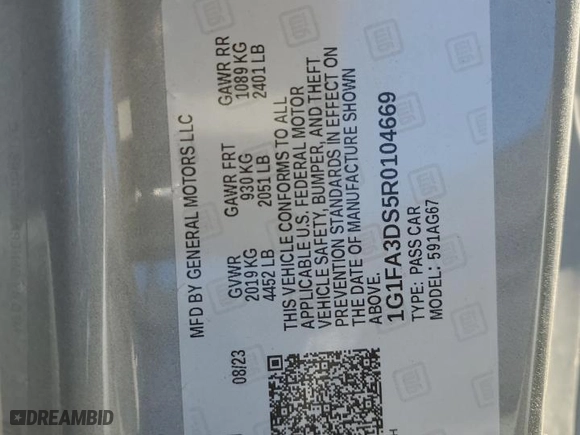 MFD BY GENERAL MOTORS LLC
08/23 GVWR GAWR FRT GAWR RR
2019 KG 930 KG 1089 KG
4452 LB 2051 LB 2401 LB
THIS VEHICLE CONFORMS TO ALL
APPLICABLE U.S. FEDERAL MOTOR
VEHICLE SAFETY, BUMPER, AND THEFT
PREVENTION STANDARDS IN EFFECT ON
THE DATE OF MANUFACTURE SHOWN
ABOVE.
1G1FA3DS5R0104669
TYPE: PASS CAR
MODEL: 591AG67
DREAMBID